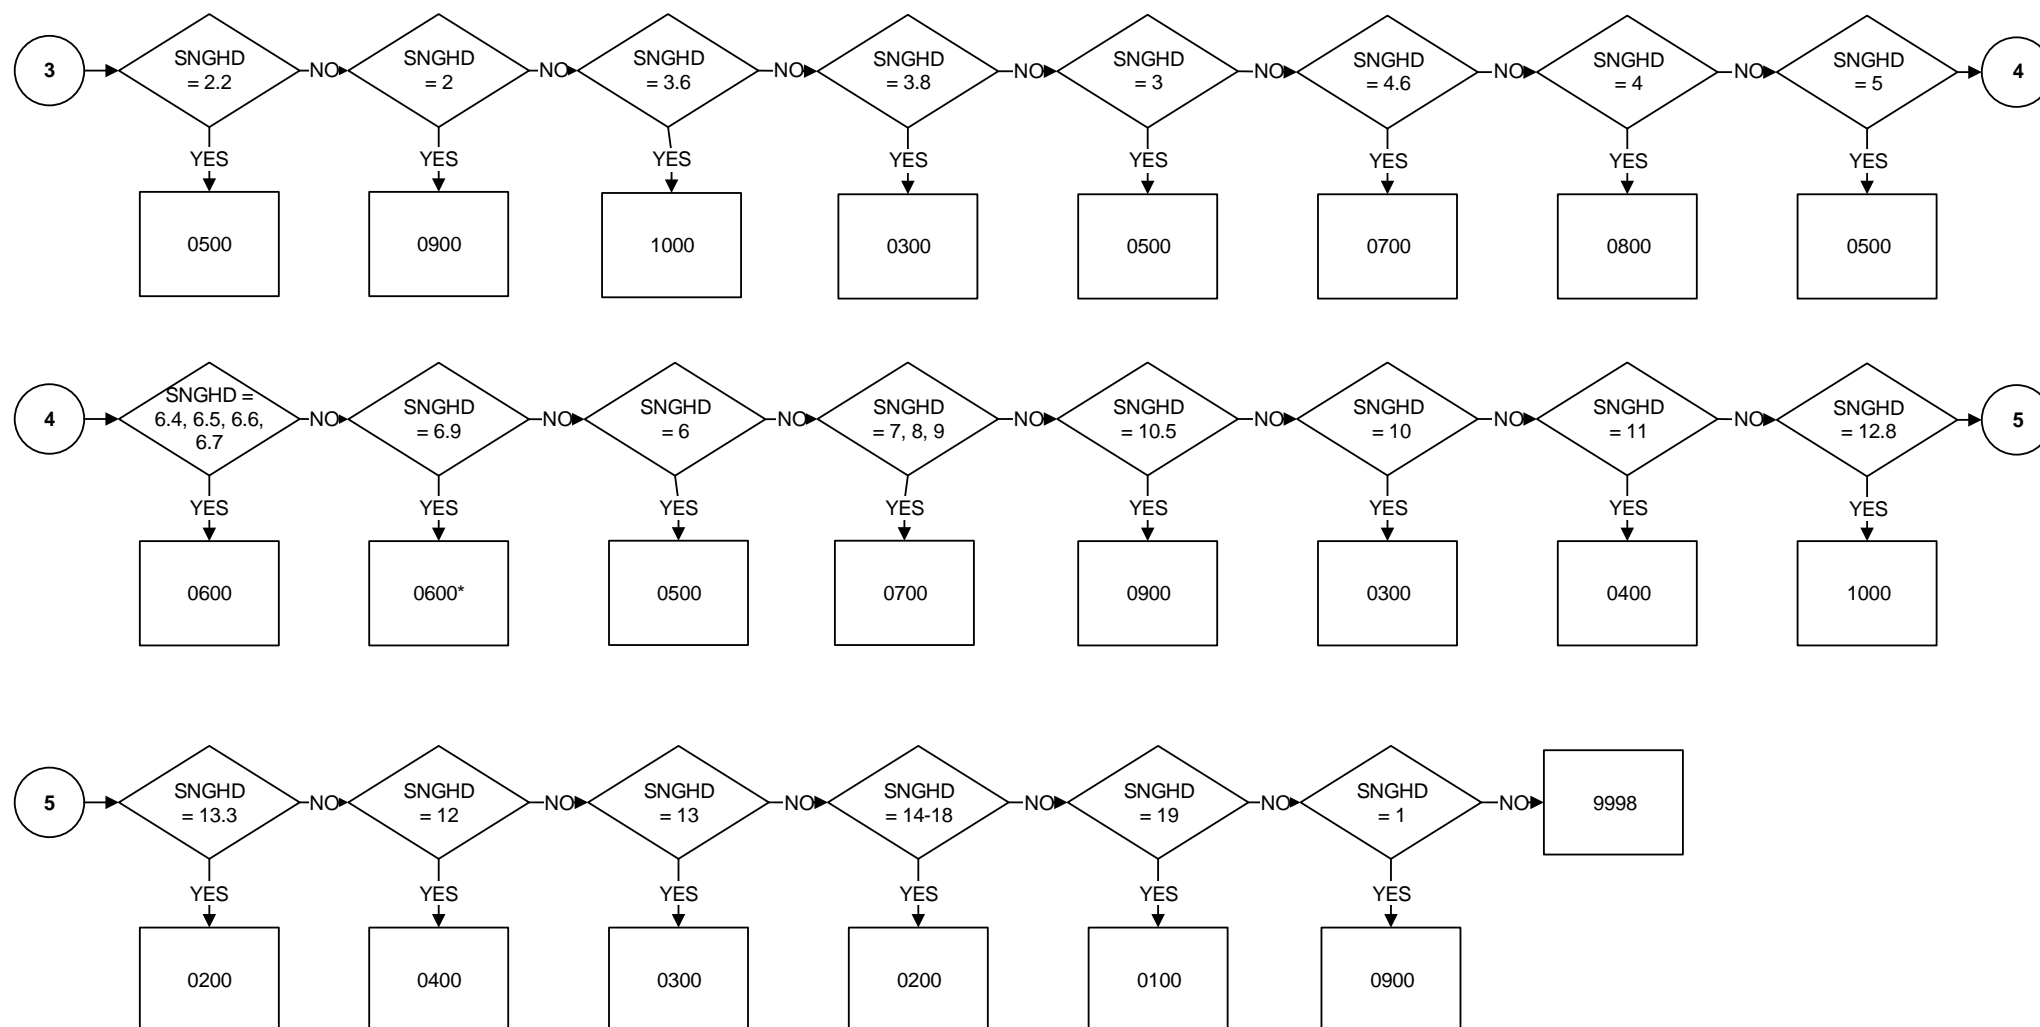 3
SNGHD
= 2.2
NO
SNGHD
= 2
NO
SNGHD
= 3.6
NO
SNGHD
= 3.8
NO
SNGHD
= 3
NO
SNGHD
= 4.6
NO
SNGHD
= 4
NO
SNGHD
= 5
4
YES
YES
YES
YES
YES
YES
YES
YES
0500
0900
1000
0300
0500
0700
0800
0500
4
SNGHD =
6.4, 6.5, 6.6,
6.7
NO
SNGHD
= 6.9
NO
SNGHD
= 6
NO
SNGHD
= 7, 8, 9
NO
SNGHD
= 10.5
NO
SNGHD
= 10
NO
SNGHD
= 11
NO
SNGHD
= 12.8
5
YES
YES
YES
YES
YES
YES
YES
YES
0600
0600*
0500
0700
0900
0300
0400
1000
5
SNGHD
= 13.3
NO
SNGHD
= 12
NO
SNGHD
= 13
NO
SNGHD
= 14-18
NO
SNGHD
= 19
NO
SNGHD
= 1
NO
9998
YES
YES
YES
YES
YES
YES
0200
0400
0300
0200
0100
0900